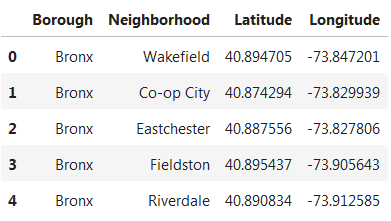 Borough Neighborhood Latitude Longitude
0 Bronx Wakefield 40.894705 -73.847201
1 Bronx Co-op City 40.874294 -73.829939
2 Bronx Eastchester 40.887556 -73.827806
3 Bronx Fieldston 40.895437 -73.905643
4 Bronx Riverdale 40.890834 -73.912585